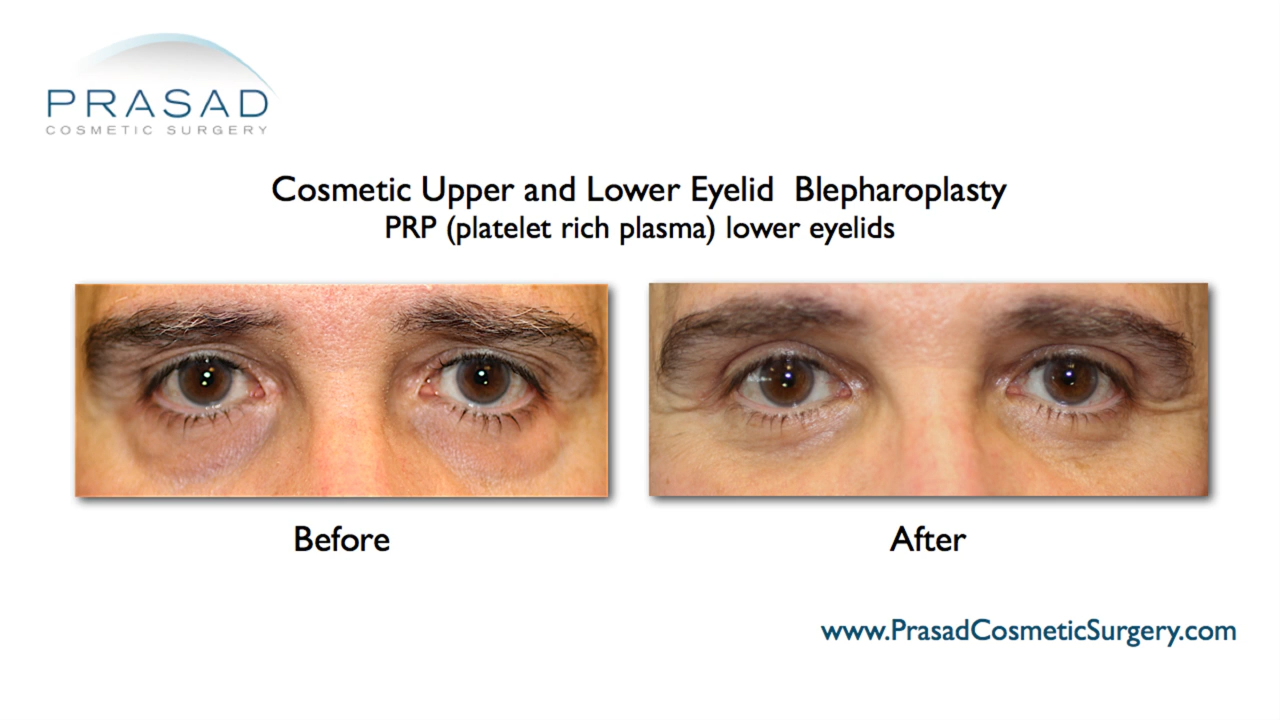 PRASAD
COSMETIC SURGERY
Cosmetic Upper and Lower Eyelid Blepharoplasty
PRP (platelet rich plasma) lower eyelids
Before
After
www.PrasadCosmeticSurgery.com